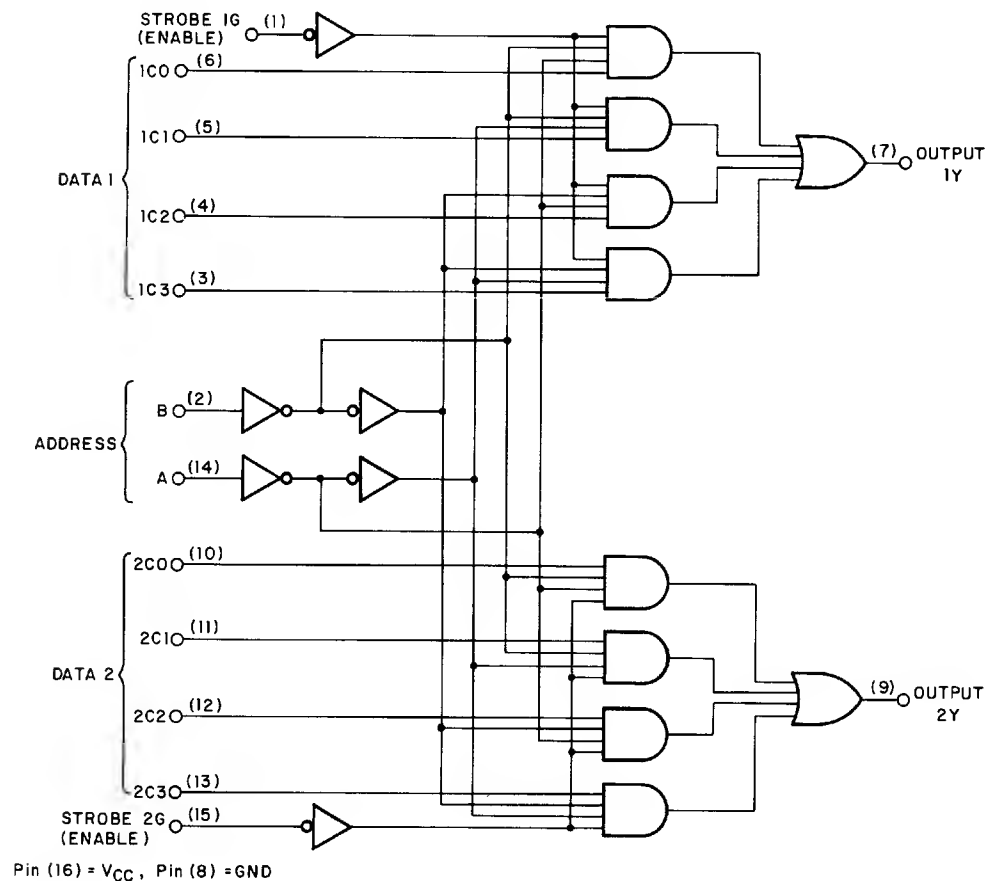 STROBE 1G
(ENABLE)
(1)
1C0
(6)
1C1
(5)
DATA 1
1C2
(4)
1C3
(3)
(7)
OUTPUT
1Y
B
(2)
ADDRESS
A
(14)
2C0
(10)
2C1
(11)
DATA 2
2C2
(12)
2C3
(13)
(9)
OUTPUT
2Y
STROBE 2G
(ENABLE)
(15)
Pin (16) = VCC, Pin (8) = GND